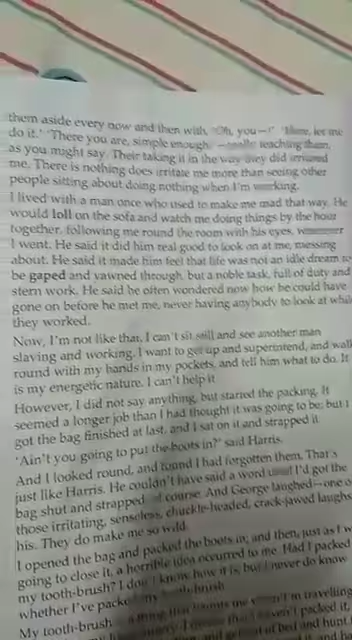 them aside every now and then with, 'Oh, you—!' 'Here, let me
do it.' 'There you are, simple enough,' —really teaching them,
as you might say. Their taking it in the way they did irritated
me. There is nothing does irritate me more than seeing other
people sitting about doing nothing when I'm working.
I lived with a man once who used to make me mad that way. He
would loll on the sofa and watch me doing things by the hour
together, following me round the room with his eyes, wherever
I went. He said it did him real good to look on at me, messing
about. He said it made him feel that life was not an idle dream to
be gaped and yawned through, but a noble task, full of duty and
stern work. He said he often wondered now how he could have
gone on before he met me, never having anybody to look at while
they worked.
Now, I'm not like that. I can't sit still and see another man
slaving and working. I want to get up and superintend, and walk
round with my hands in my pockets, and tell him what to do. It
is my energetic nature. I can't help it.
However, I did not say anything, but started the packing. It
seemed a longer job than I had thought it was going to be; but I
got the bag finished at last, and I sat on it and strapped it.
'Ain't you going to put the boots in?' said Harris.
And I looked round, and found I had forgotten them. That's
just like Harris. He couldn't have said a word until I'd got the
bag shut and strapped, of course. And George laughed—one o
those irritating, senseless, chuckle-headed, crack-jawed laughs
his. They do make me so wild.
I opened the bag and packed the boots in; and then, just as I w
going to close it, a horrible idea occurred to me. Had I packed
my tooth-brush? I don't know how it is, but I never do know
whether I've packed my tooth-brush.
My tooth-brush thing that haunts me when I'm travelling
I haven't packed it,
out of bed and hunt